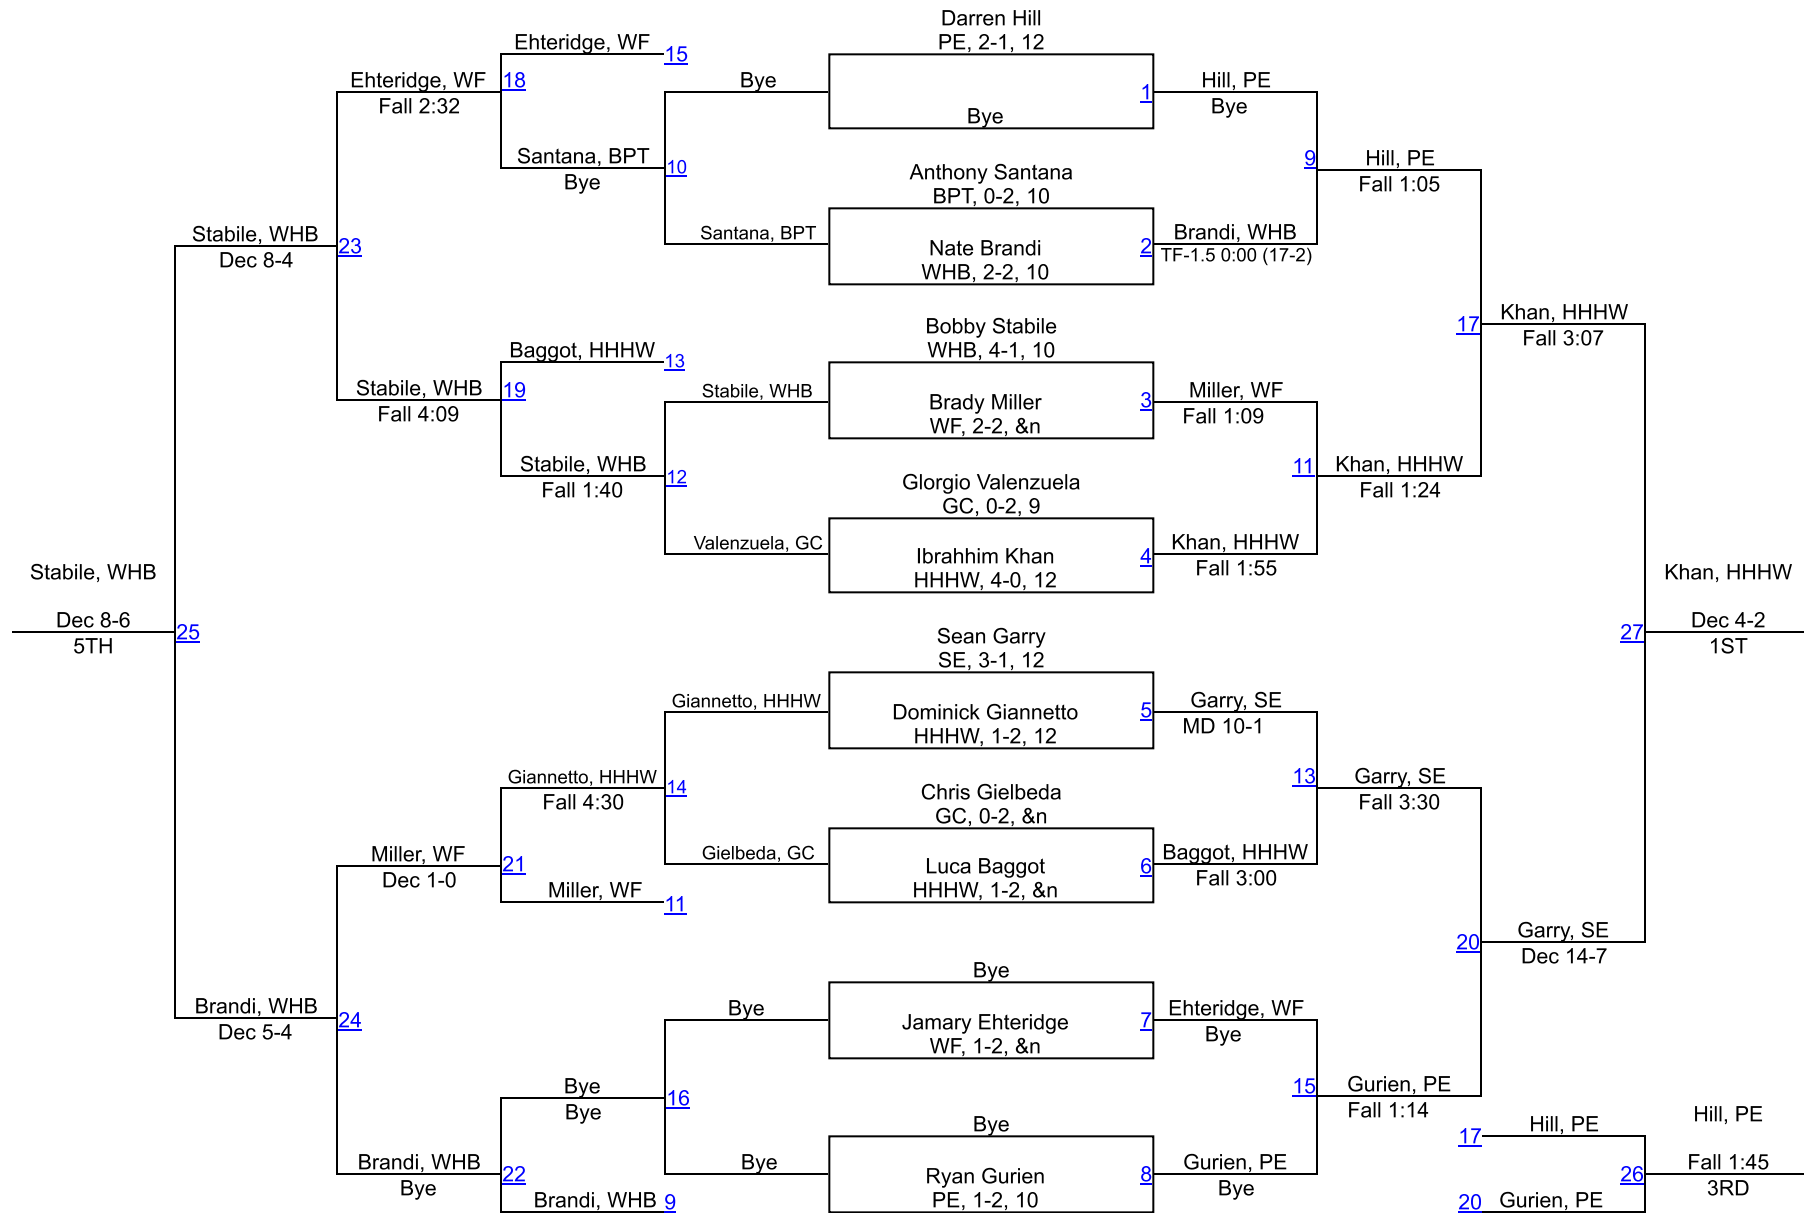 Darren Hill
PE, 2-1, 12
Ehteridge, WF
15
Ehteridge, WF
18
Fall 2:32
Bye
1
Hill, PE
Bye
Bye
Santana, BPT
10
Bye
9
Hill, PE
Fall 1:05
Anthony Santana
BPT, 0-2, 10
Stabile, WHB
23
Dec 8-4
Santana, BPT
Nate Brandi
WHB, 2-2, 10
2
Brandi, WHB
TF-1.5 0:00 (17-2)
Bobby Stabile
WHB, 4-1, 10
17
Khan, HHHW
Fall 3:07
Baggot, HHHW
13
Stabile, WHB
19
Fall 4:09
Stabile, WHB
Brady Miller
WF, 2-2, &n
3
Miller, WF
Fall 1:09
Stabile, WHB
12
Fall 1:40
11
Khan, HHHW
Fall 1:24
Glorgio Valenzuela
GC, 0-2, 9
Valenzuela, GC
Ibrahhim Khan
HHHW, 4-0, 12
4
Khan, HHHW
Fall 1:55
Stabile, WHB
Dec 8-6
25
5TH
Khan, HHHW
27
Dec 4-2
1ST
Sean Garry
SE, 3-1, 12
Giannetto, HHHW
Dominick Giannetto
HHHW, 1-2, 12
5
Garry, SE
MD 10-1
Giannetto, HHHW
14
Fall 4:30
13
Garry, SE
Fall 3:30
Chris Gielbeda
GC, 0-2, &n
Miller, WF
21
Dec 1-0
Gielbeda, GC
Luca Baggot
HHHW, 1-2, &n
6
Baggot, HHHW
Fall 3:00
Miller, WF
11
20
Garry, SE
Dec 14-7
Bye
Brandi, WHB
24
Dec 5-4
Bye
Jamary Ehteridge
WF, 1-2, &n
7
Ehteridge, WF
Bye
Bye
16
Bye
15
Gurien, PE
Fall 1:14
Bye
Brandi, WHB
22
Bye
Bye
Ryan Gurien
PE, 1-2, 10
8
Gurien, PE
Bye
Brandi, WHB
9
17
Hill, PE
Hill, PE
26
Fall 1:45
3RD
20
Gurien, PE